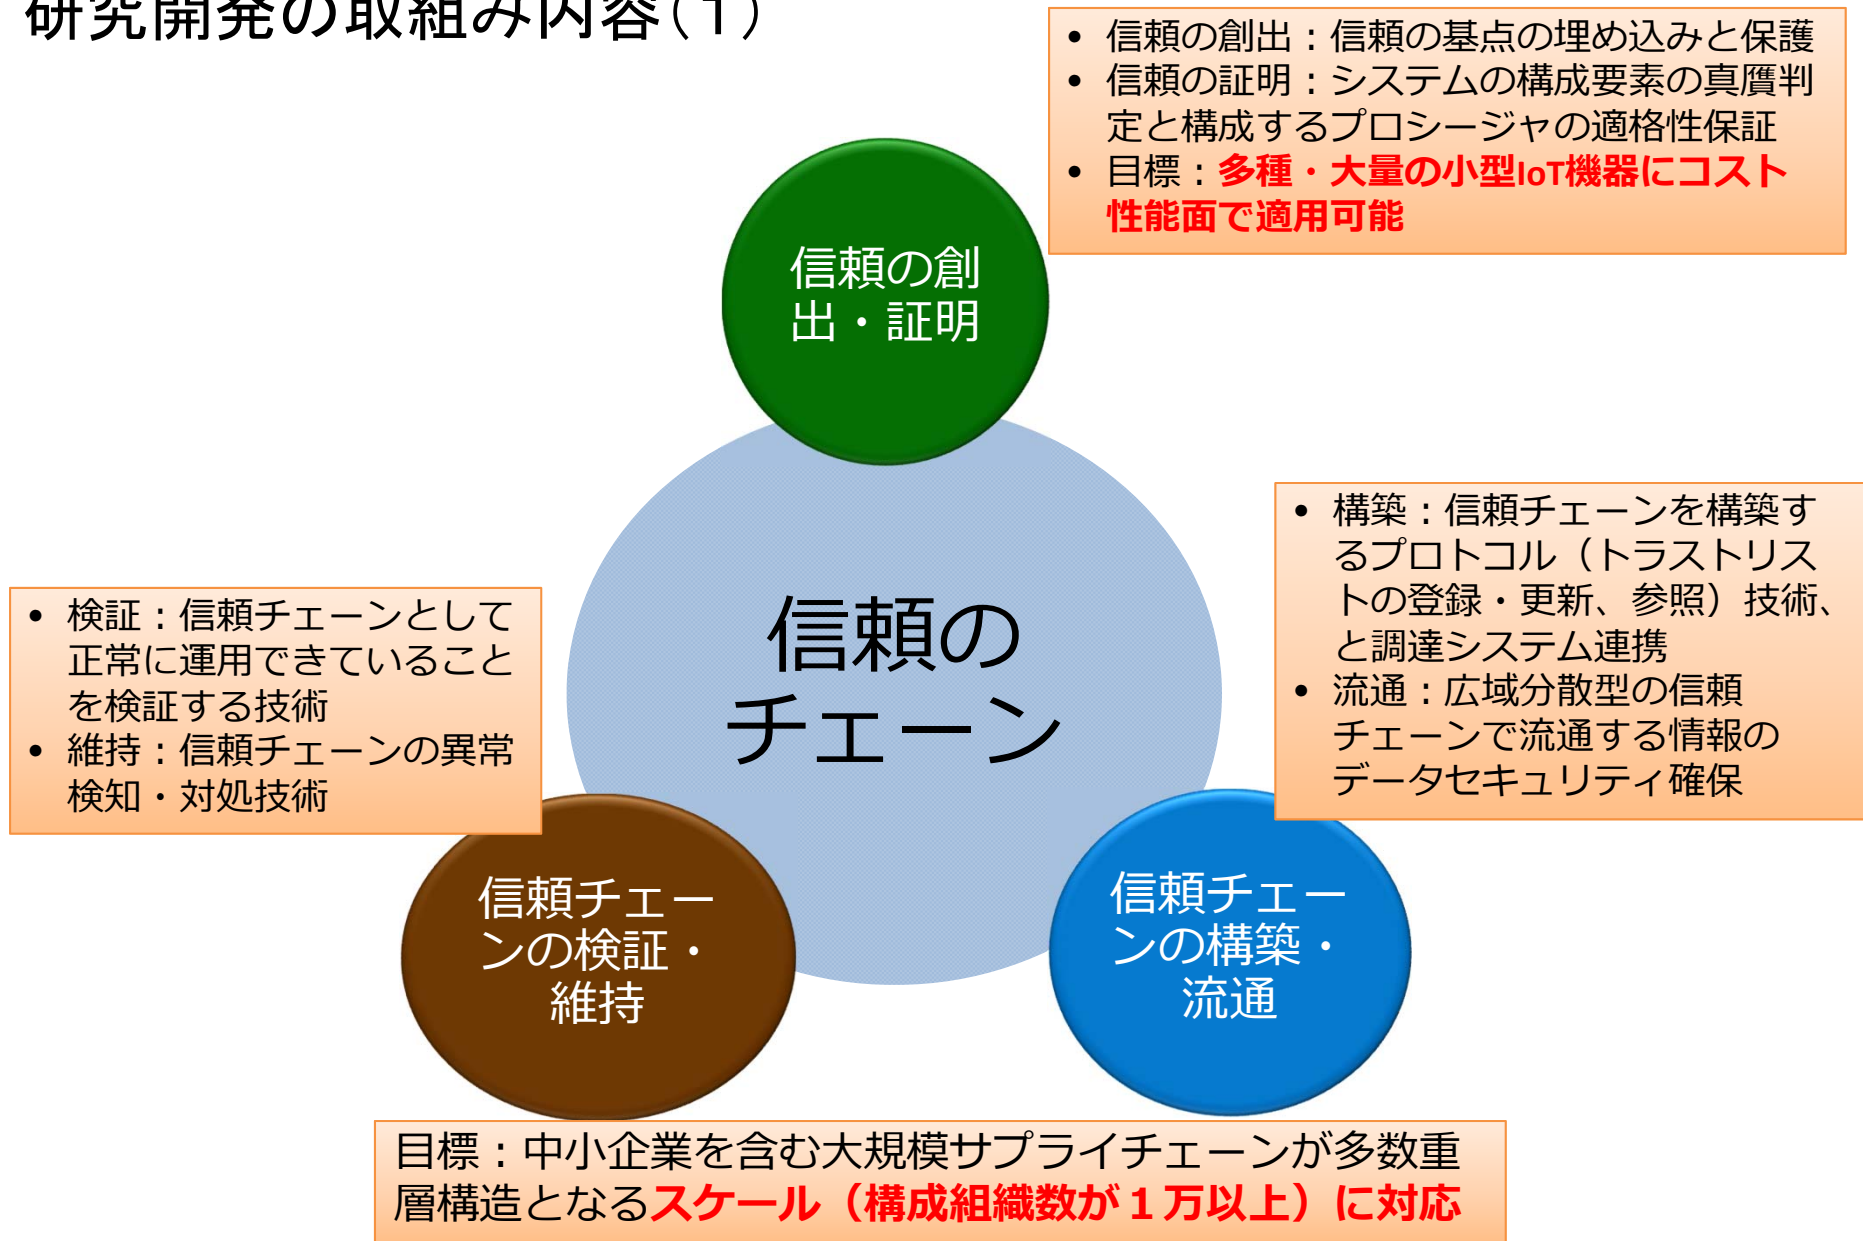 研究開発の取組み内容(1)
• 信頼の創出：信頼の基点の埋め込みと保護
• 信頼の証明：システムの構成要素の真贋判
定と構成するプロシージャの適格性保証
• 目標：多種・大量の小型IoT機器にコスト
性能面で適用可能
信頼の創
出・証明
• 構築：信頼チェーンを構築す
るプロトコル（トラストリス
トの登録・更新、参照）技術、
と調達システム連携
• 流通：広域分散型の信頼
チェーンで流通する情報の
データセキュリティ確保
• 検証：信頼チェーンとして
正常に運用できていること
を検証する技術
• 維持：信頼チェーンの異常
検知・対処技術
信頼の
チェーン
信頼チェー
ンの検証・
維持
信頼チェー
ンの構築・
流通
目標：中小企業を含む大規模サプライチェーンが多数重
層構造となるスケール（構成組織数が１万以上）に対応